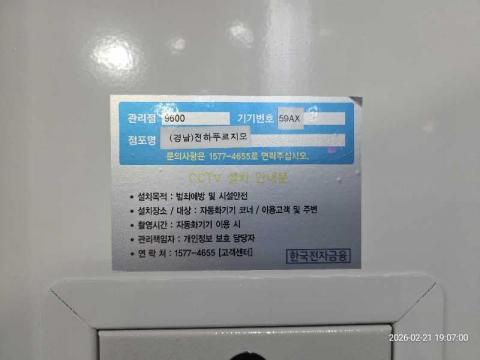 관리점 9600 기기번호 59AX
점포명 (경남)전하푸르지오
문의사항은 1577-4655로 연락주십시오.
CCTV 설치 안내문
• 설치목적 : 범죄예방 및 시설안전
• 설치장소 / 대상 : 자동화기기 코너 / 이용고객 및 주변
• 촬영시간 : 자동화기기 이용 시
• 관리책임자 : 개인정보 보호 담당자
• 연 락 처 : 1577-4655 [고객센터]
한국전자금융
2026-02-21 19:07:00